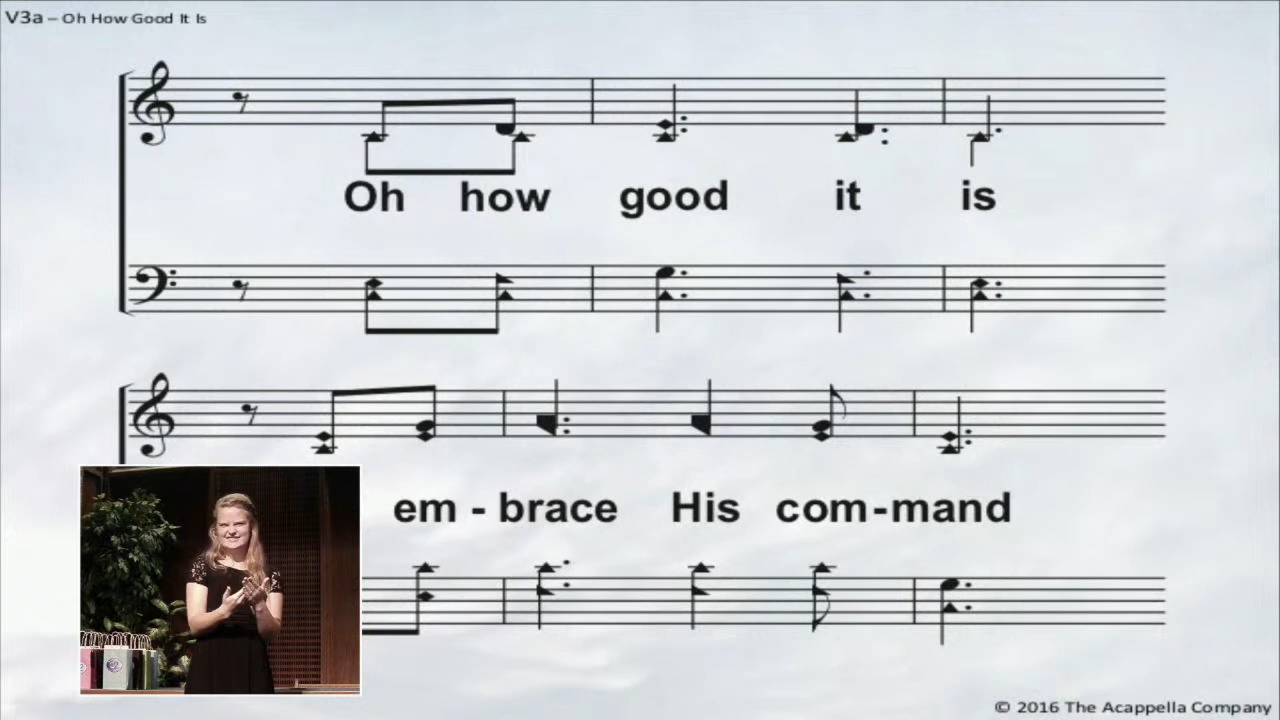 V3a – Oh How Good It Is
Oh how good it is
em - brace His com-mand
© 2016 The Acappella Company